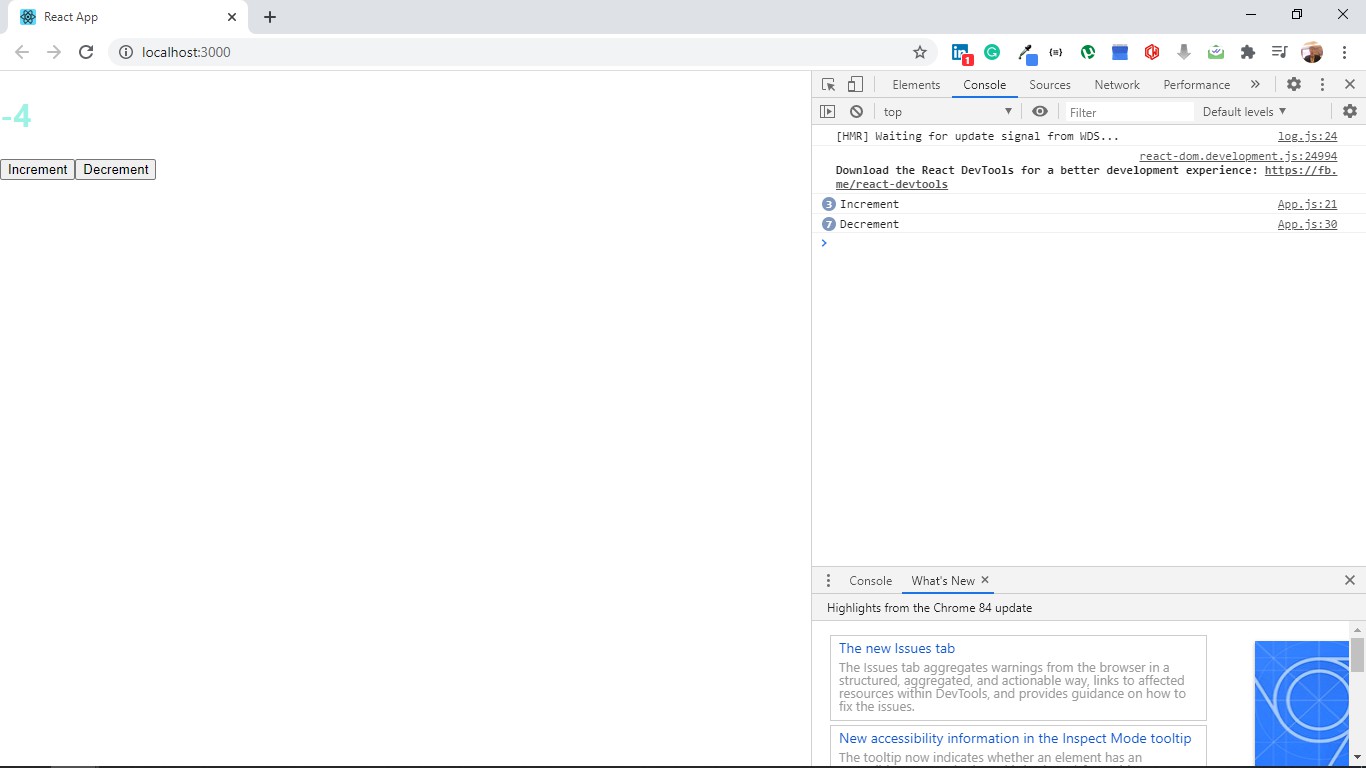 React App
localhost:3000
1
-4
Increment Decrement
Elements Console Sources Network Performance »
top Filter Default levels
[HMR] Waiting for update signal from WDS... log.js:24
react-dom.development.js:24994
Download the React DevTools for a better development experience: https://fb.
me/react-devtools
3 Increment App.js:21
7 Decrement App.js:30
Console What's New
Highlights from the Chrome 84 update
The new Issues tab
The Issues tab aggregates warnings from the browser in a
structured, aggregated, and actionable way, links to affected
resources within DevTools, and provides guidance on how to
fix the issues.
New accessibility information in the Inspect Mode tooltip
The tooltip now indicates whether an element has an